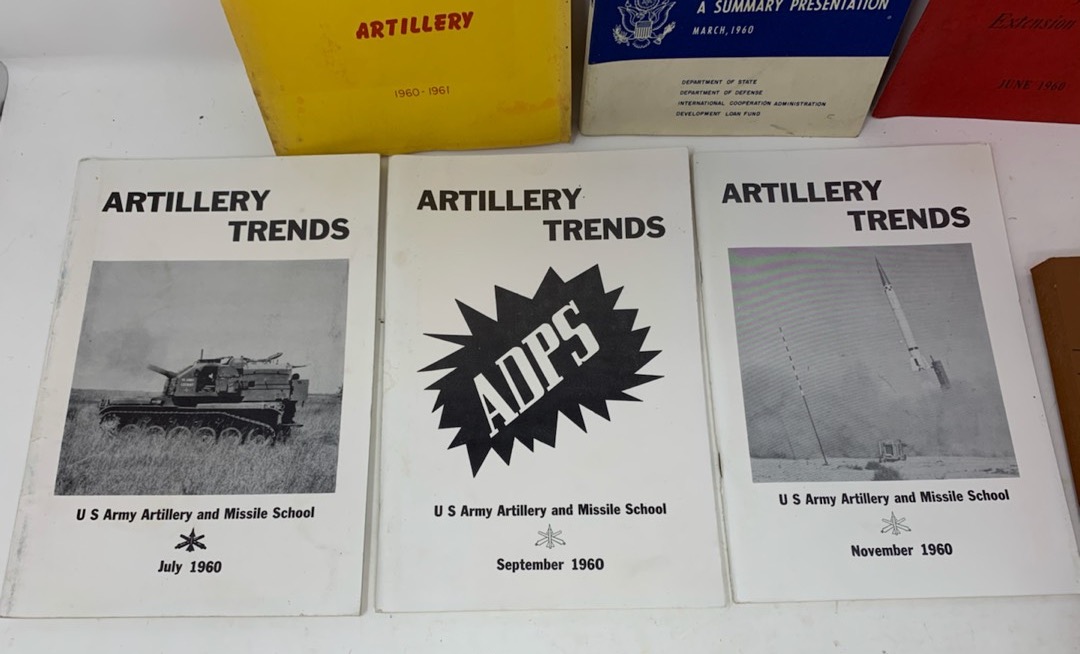 ARTILLERY
1960-1961
A SUMMARY PRESENTATION
MARCH, 1960
DEPARTMENT OF STATE
DEPARTMENT OF DEFENSE
INTERNATIONAL COOPERATION ADMINISTRATION
DEVELOPMENT LOAN FUND
Extension
JUNE 1960
ARTILLERY
TRENDS
U S Army Artillery and Missile School
July 1960
ARTILLERY
TRENDS
ADPS
U S Army Artillery and Missile School
September 1960
ARTILLERY
TRENDS
U S Army Artillery and Missile School
November 1960